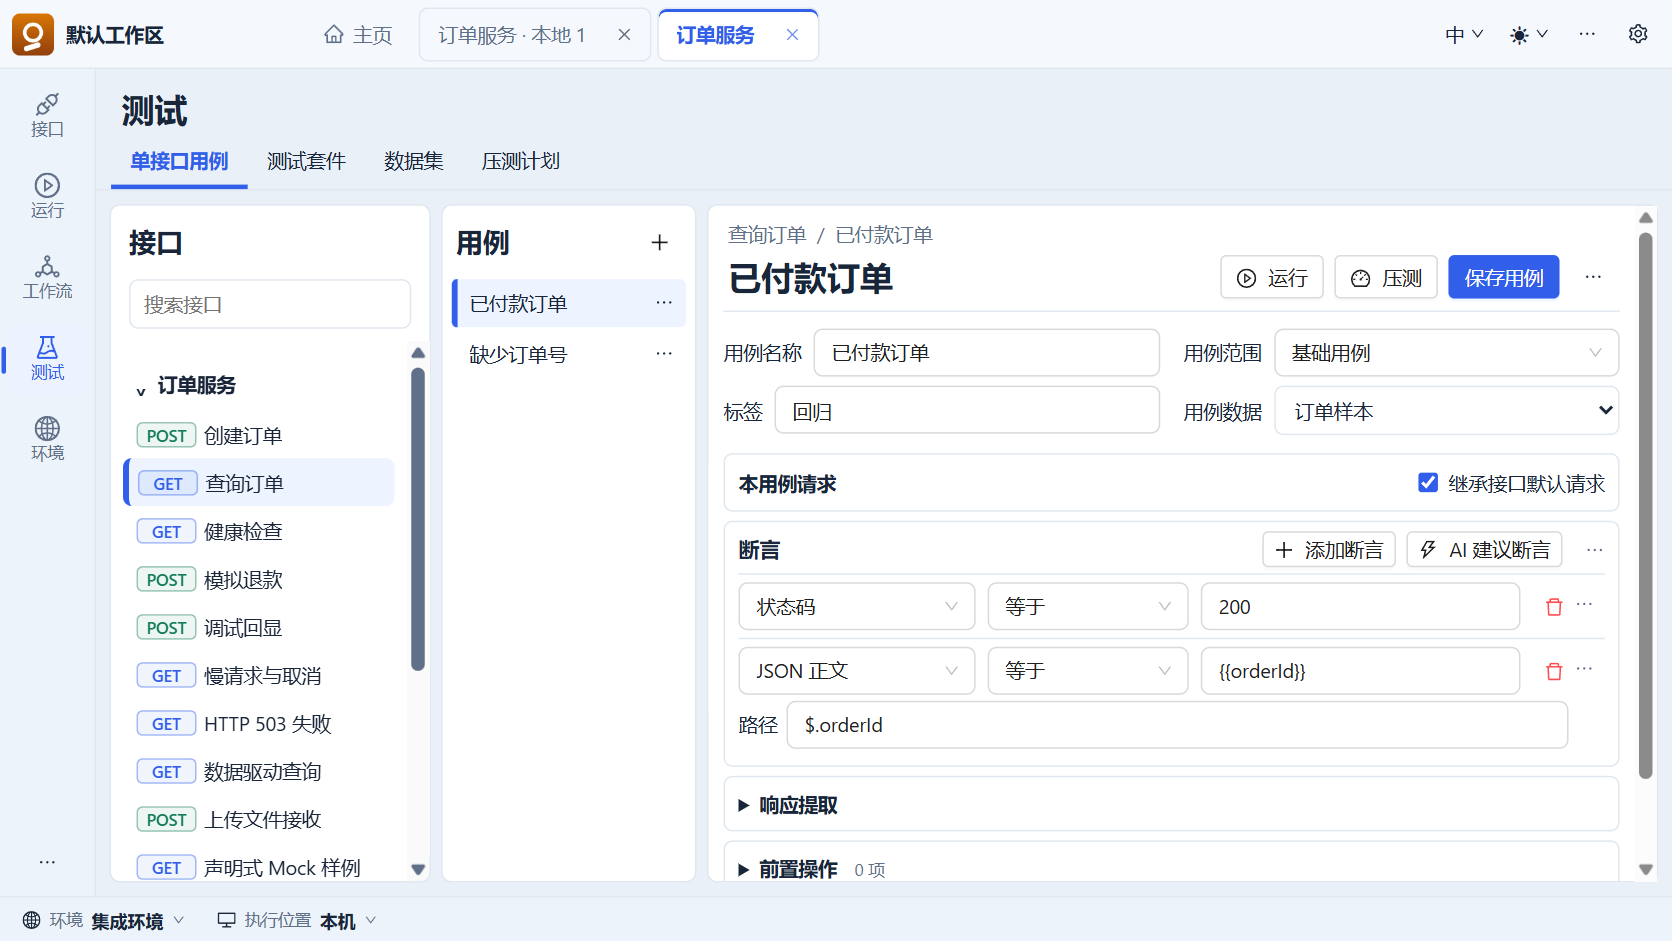 默认工作区
主页
订单服务 · 本地 1
订单服务
中
接口
运行
工作流
测试
环境
测试
单接口用例
测试套件
数据集
压测计划
接口
搜索接口
订单服务
POST 创建订单
GET 查询订单
GET 健康检查
POST 模拟退款
POST 调试回显
GET 慢请求与取消
GET HTTP 503 失败
GET 数据驱动查询
POST 上传文件接收
GET 声明式 Mock 样例
用例
已付款订单
缺少订单号
查询订单 / 已付款订单
已付款订单
运行
压测
保存用例
用例名称 已付款订单
用例范围 基础用例
标签 回归
用例数据 订单样本
本用例请求
继承接口默认请求
断言
添加断言
AI 建议断言
状态码 等于 200
JSON 正文 等于 {{orderId}}
路径 $.orderId
响应提取
前置操作 0 项
环境 集成环境
执行位置 本机